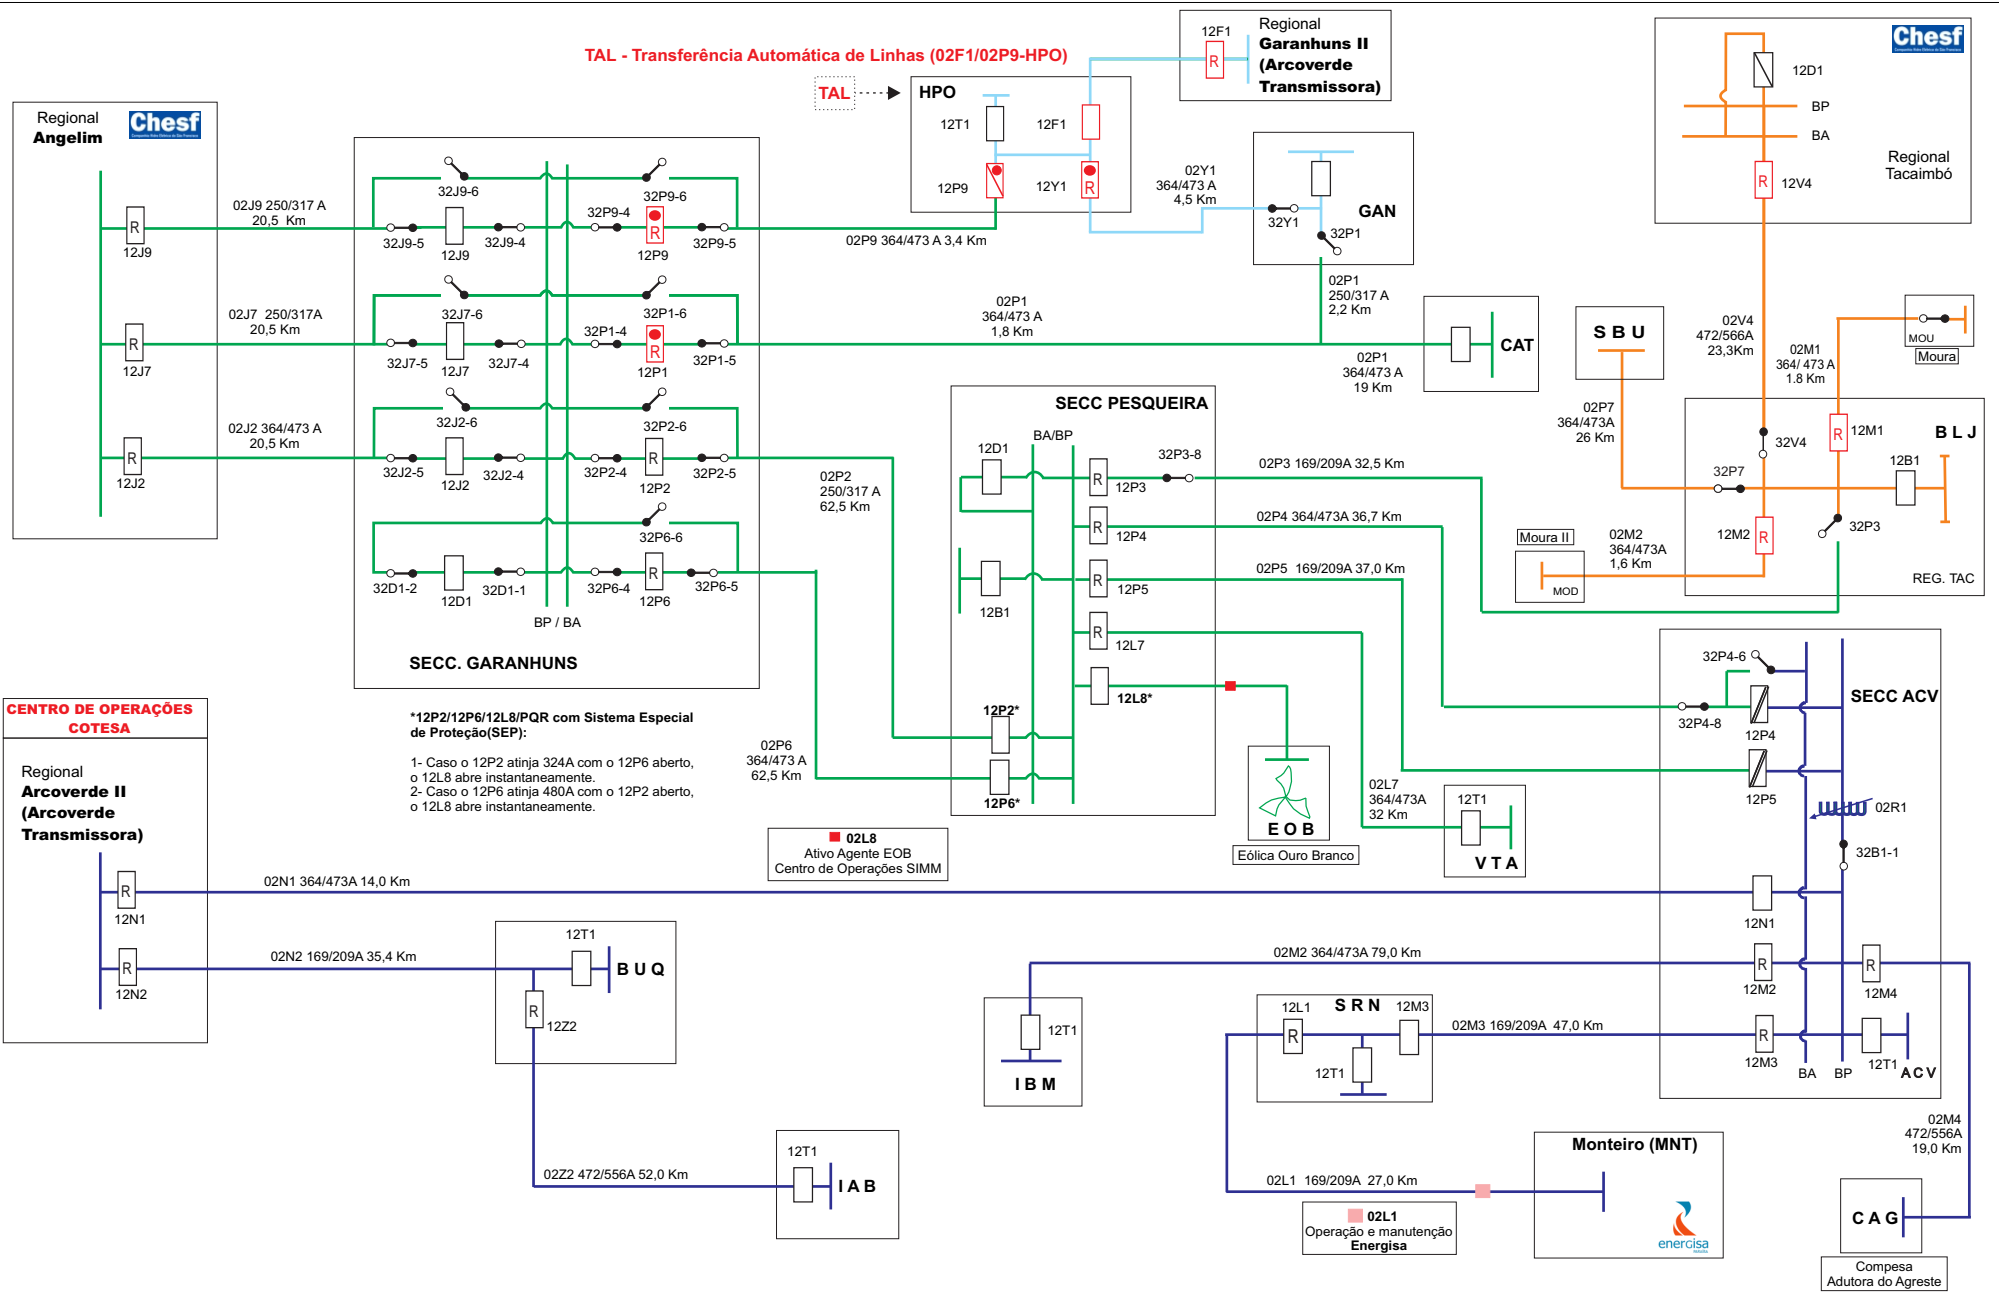 TAL - Transferência Automática de Linhas (02F1/02P9-HPO)
TAL
HPO
12T1
12F1
12P9
12Y1
12F1
R
Regional
Garanhuns II
(Arcoverde
Transmissora)
Chesf
12D1
BP
BA
Regional
Tacaimbó
R
12V4
Regional
Angelim
Chesf
R
12J9
R
12J7
R
12J2
02J9 250/317 A
20,5 Km
02J7 250/317A
20,5 Km
02J2 364/473 A
20,5 Km
32J9-6
32P9-6
32P9-4
32J9-5
12J9
32J9-4
R
12P9
32P9-5
32J7-6
32P1-6
32P1-4
32J7-5
12J7
32J7-4
R
12P1
32P1-5
32J2-6
32P2-6
32J2-5
12J2
32J2-4
32P2-4
R
12P2
32P2-5
32P6-6
32D1-2
12D1
32D1-1
32P6-4
R
12P6
32P6-5
BP / BA
SECC. GARANHUNS
R
02P9 364/473 A 3,4 Km
02Y1
364/473 A
4,5 Km
GAN
32Y1
32P1
02P1
250/317 A
2,2 Km
02P1
364/473 A
1,8 Km
02P1
364/473 A
19 Km
CAT
S B U
02P7
364/473A
26 Km
02V4
472/566A
23,3Km
02M1
364/ 473 A
1.8 Km
MOU
Moura
B L J
32V4
R
12M1
12B1
32P7
32P3
12M2
R
REG. TAC
Moura II
MOD
02M2
364/473A
1,6 Km
SECC PESQUEIRA
BA/BP
12D1
R
12P3
32P3-8
R
12P4
R
12P5
12B1
R
12L7
12L8*
12P2*
12P6*
02P3 169/209A 32,5 Km
02P4 364/473A 36,7 Km
02P5 169/209A 37,0 Km
02P2
250/317 A
62,5 Km
02P6
364/473 A
62,5 Km
*12P2/12P6/12L8/PQR com Sistema Especial
de Proteção(SEP):
1- Caso o 12P2 atinja 324A com o 12P6 aberto,
o 12L8 abre instantaneamente.
2- Caso o 12P6 atinja 480A com o 12P2 aberto,
o 12L8 abre instantaneamente.
02L8
Ativo Agente EOB
Centro de Operações SIMM
E O B
Eólica Ouro Branco
02L7
364/473A
32 Km
12T1
V T A
SECC ACV
32P4-6
32P4-8
12P4
12P5
02R1
32B1-1
12N1
R
12M2
R
12M4
R
12M3
12T1
BA
BP
A C V
CENTRO DE OPERAÇÕES
COTESA
Regional
Arcoverde II
(Arcoverde
Transmissora)
R
12N1
R
12N2
02N1 364/473A 14,0 Km
02N2 169/209A 35,4 Km
12T1
B U Q
R
12Z2
02Z2 472/556A 52,0 Km
12T1
I A B
02M2 364/473A 79,0 Km
12T1
I B M
12L1
S R N
12M3
R
12T1
02M3 169/209A 47,0 Km
02L1 169/209A 27,0 Km
02L1
Operação e manutenção
Energisa
Monteiro (MNT)
energisa
02M4
472/556A
19,0 Km
C A G
Compesa
Adutora do Agreste